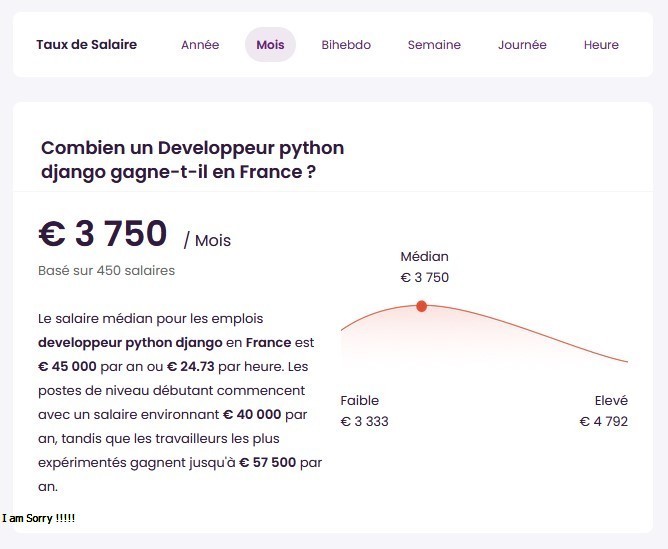 Taux de Salaire Année Mois Bihebdo Semaine Journée Heure
Combien un Developpeur python
django gagne-t-il en France ?
€ 3 750 / Mois
Basé sur 450 salaires
Le salaire médian pour les emplois
developpeur python django en France est
€ 45 000 par an ou € 24.73 par heure. Les
postes de niveau débutant commencent
avec un salaire environnant € 40 000 par
an, tandis que les travailleurs les plus
expérimentés gagnent jusqu'à € 57 500 par
an.
Médian
€ 3 750
Faible
€ 3 333
Elevé
€ 4 792
I am Sorry !!!!!